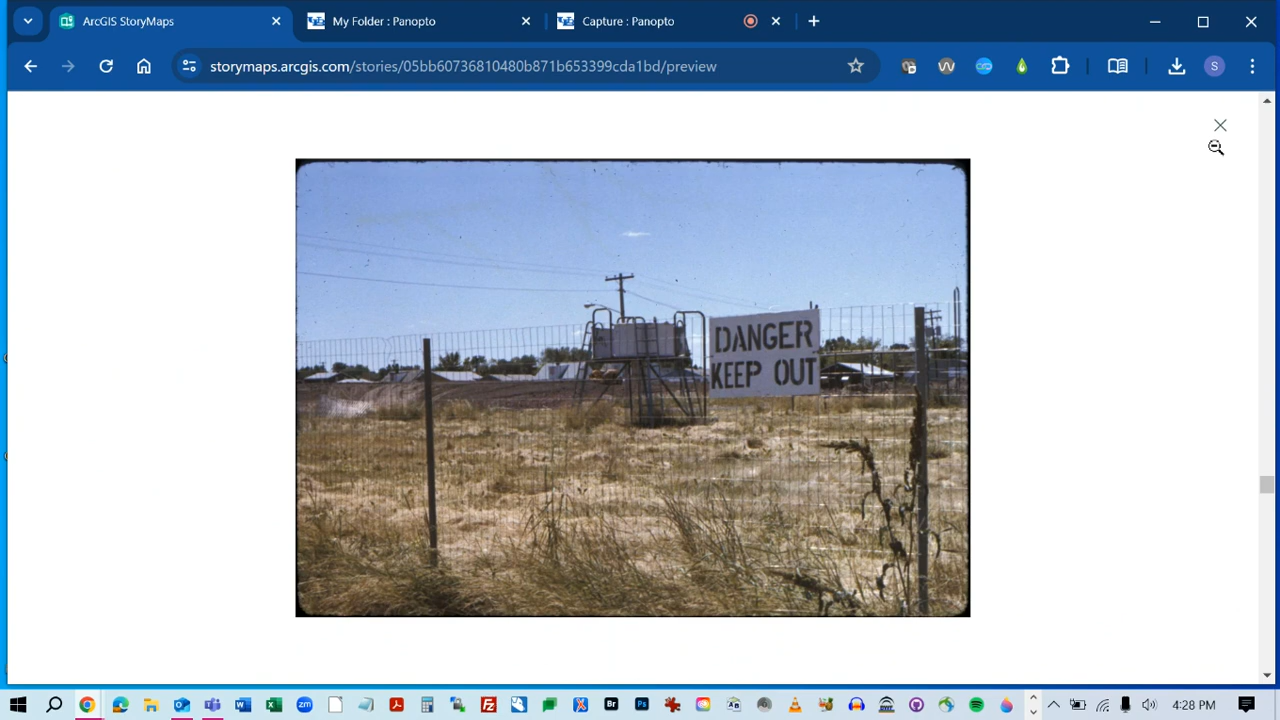 ArcGIS StoryMaps
My Folder : Panopto
Capture : Panopto
storymaps.arcgis.com/stories/05bb60736810480b871b653399cda1bd/preview
S
DANGER
KEEP OUT
4:28 PM